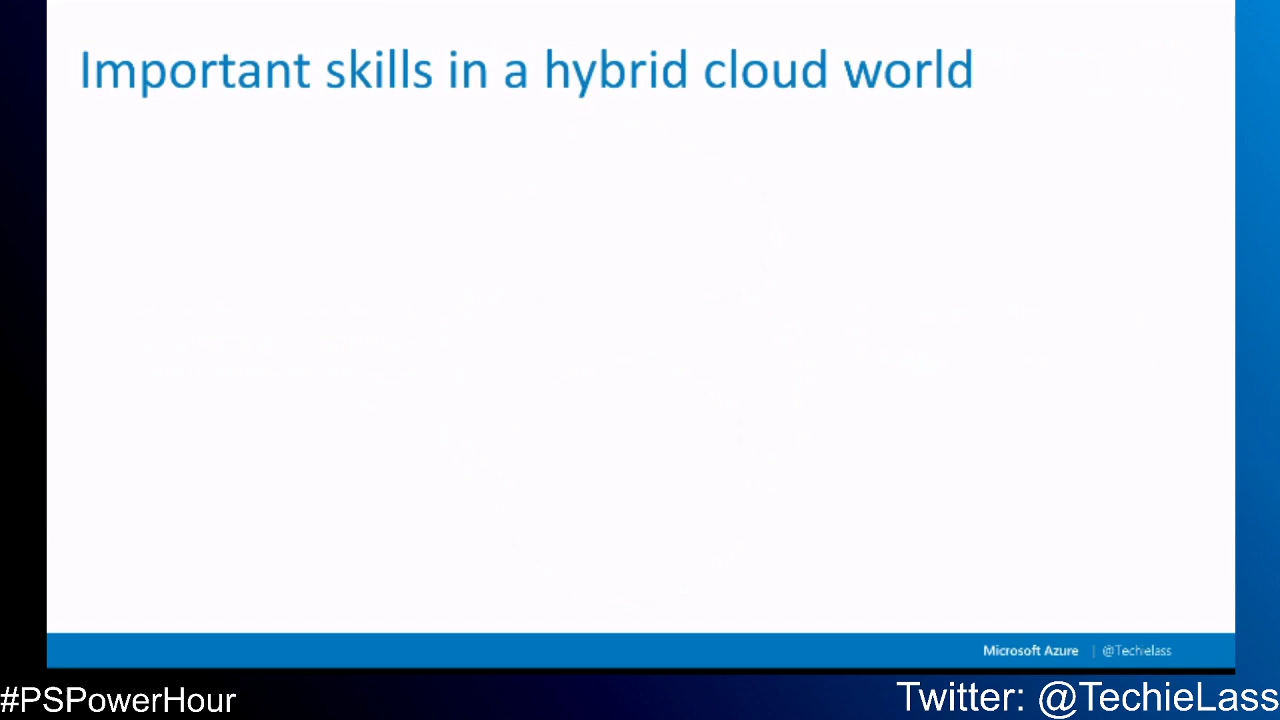 Important skills in a hybrid cloud world
Microsoft Azure | @Techielass
#PSPowerHour
Twitter: @TechieLass